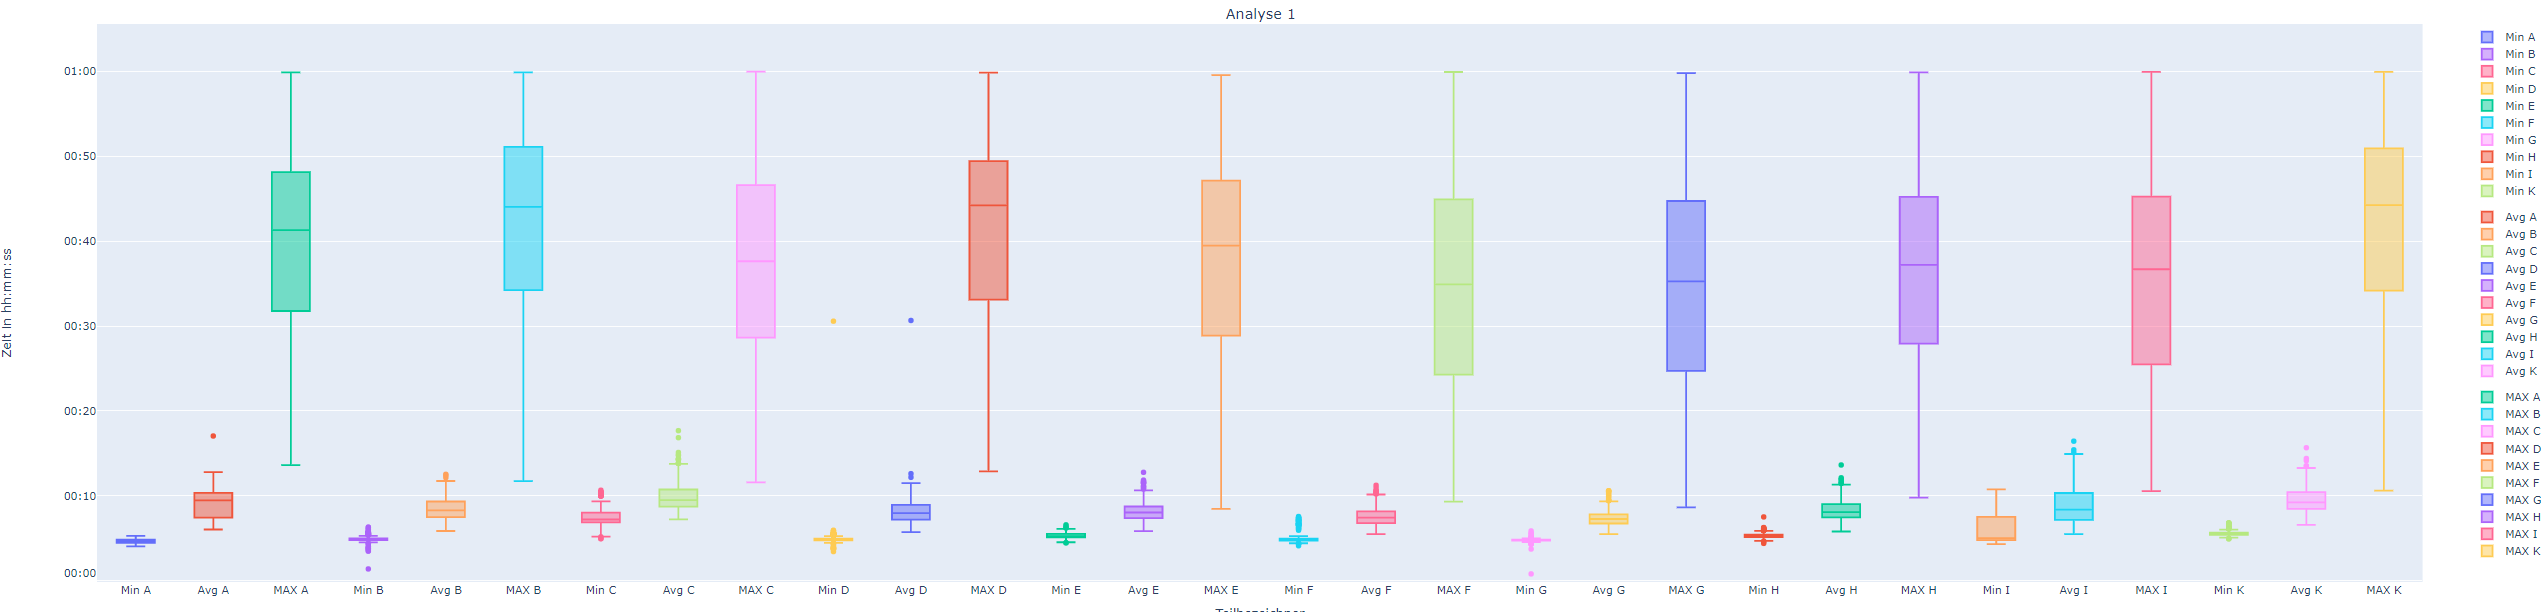 Analyse 1
Zeit in hh:mm:ss
01:00
00:50
00:40
00:30
00:20
00:10
00:00
Min A Avg A MAX A Min B Avg B MAX B Min C Avg C MAX C Min D Avg D MAX D Min E Avg E MAX E Min F Avg F MAX F Min G Avg G MAX G Min H Avg H MAX H Min I Avg I MAX I Min K Avg K MAX K
Min A
Min B
Min C
Min D
Min E
Min F
Min G
Min H
Min I
Min K
Avg A
Avg B
Avg C
Avg D
Avg E
Avg F
Avg G
Avg H
Avg I
Avg K
MAX A
MAX B
MAX C
MAX D
MAX E
MAX F
MAX G
MAX H
MAX I
MAX K